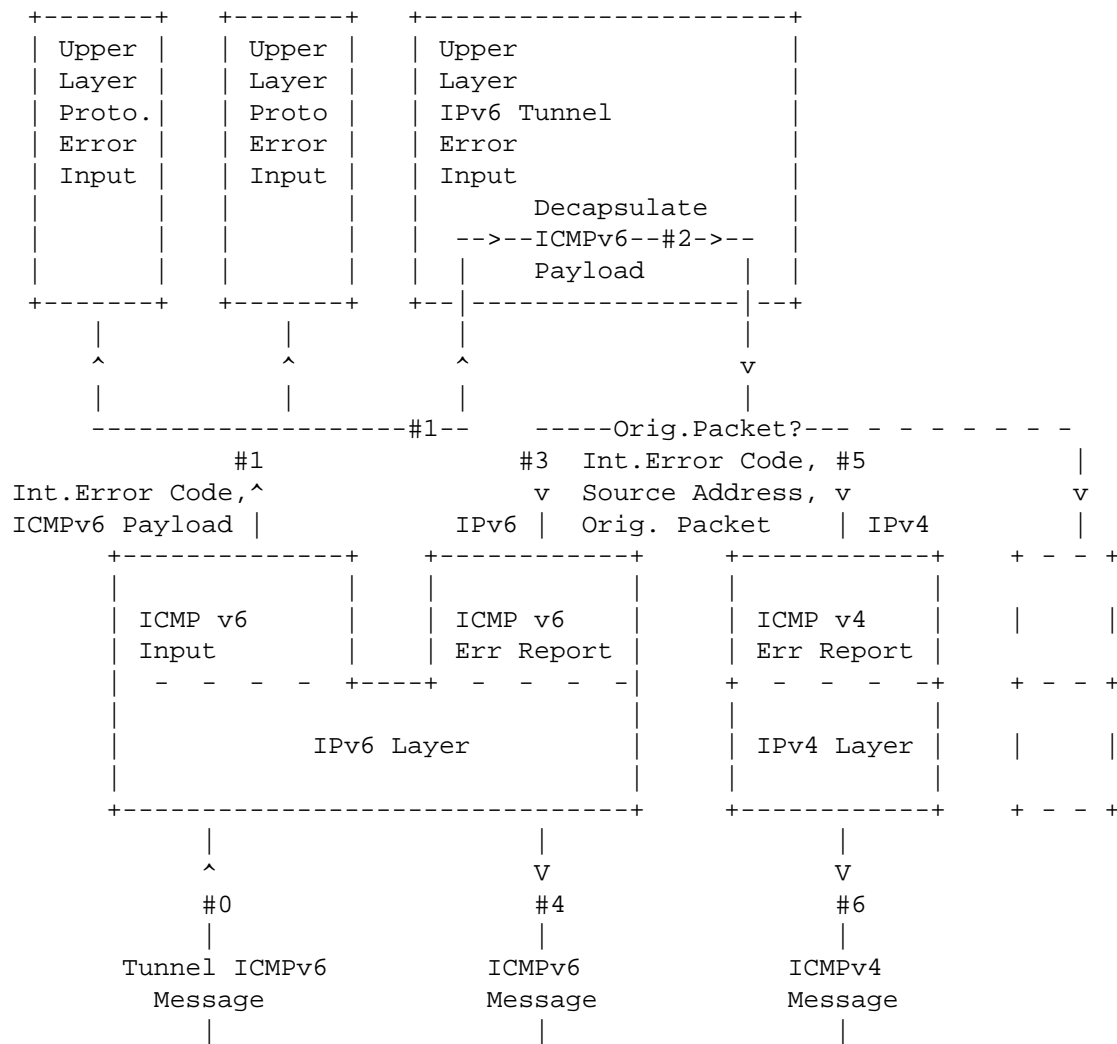 Upper Upper Upper
Layer Layer Layer
Proto. Proto IPv6 Tunnel
Error Error Error
Input Input Input
Decapsulate
-->--ICMPv6--#2->--
Payload
--------------------#1-- -----Orig.Packet?--- - - - - - - -
#1 #3 Int.Error Code, #5
Int.Error Code,^ v Source Address, v v
ICMPv6 Payload | IPv6 | Orig. Packet | IPv4 |
ICMP v6 ICMP v6 ICMP v4
Input Err Report Err Report
IPv6 Layer IPv4 Layer
^ V V
#0 #4 #6
Tunnel ICMPv6 ICMPv6 ICMPv4
Message Message Message